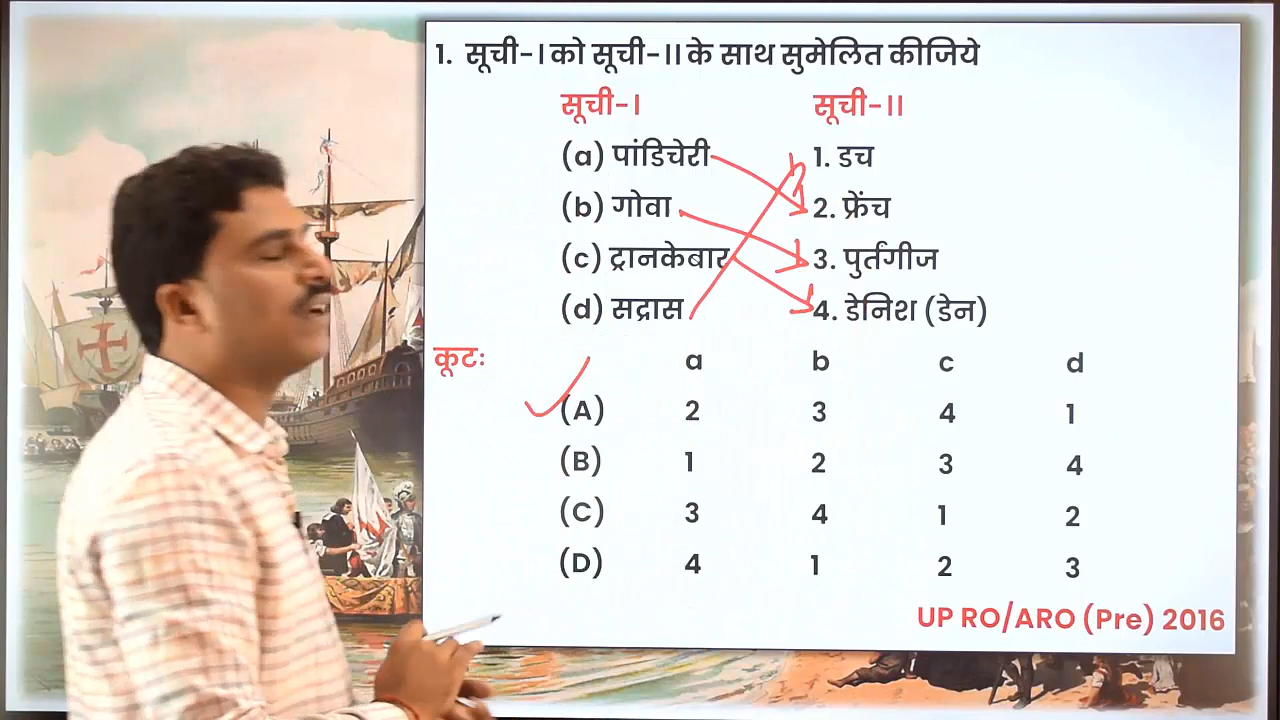 1. सूची-I को सूची-II के साथ सुमेलित कीजिये
सूची-I सूची-II
(a) पांडिचेरी 1. डच
(b) गोवा 2. फ्रेंच
(c) ट्रानकेबार 3. पुर्तगीज
(d) सद्रास 4. डेनिश (डेन)
कूटः a b c d
(A) 2 3 4 1
(B) 1 2 3 4
(C) 3 4 1 2
(D) 4 1 2 3
UP RO/ARO (Pre) 2016